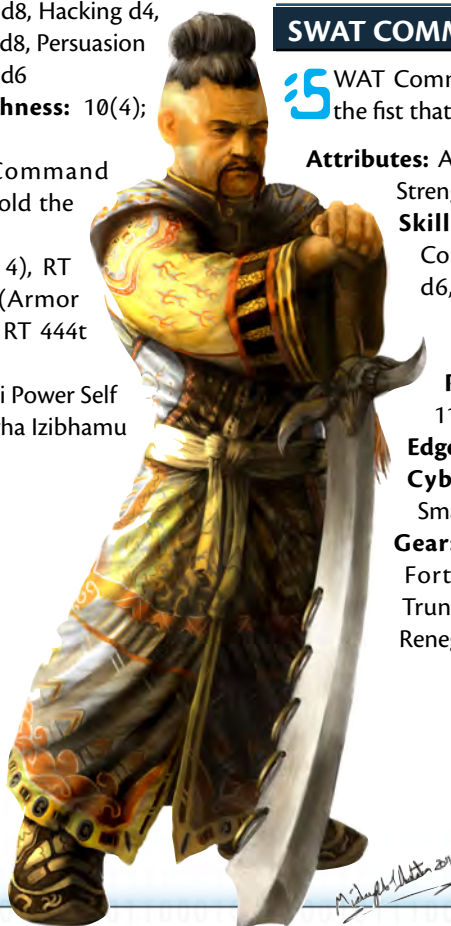 d8, Hacking d4,
d8, Persuasion
d6
hness: 10(4);
Command
old the
4), RT
(Armor
RT 444t
i Power Self
ha Izibhamu
SWAT COMM
SWAT Comm
the fist that
Attributes: A
Streng
Skill
Co
d6,
11
Edge
Cyb
Sma
Gear
Fort
Trun
Reneg